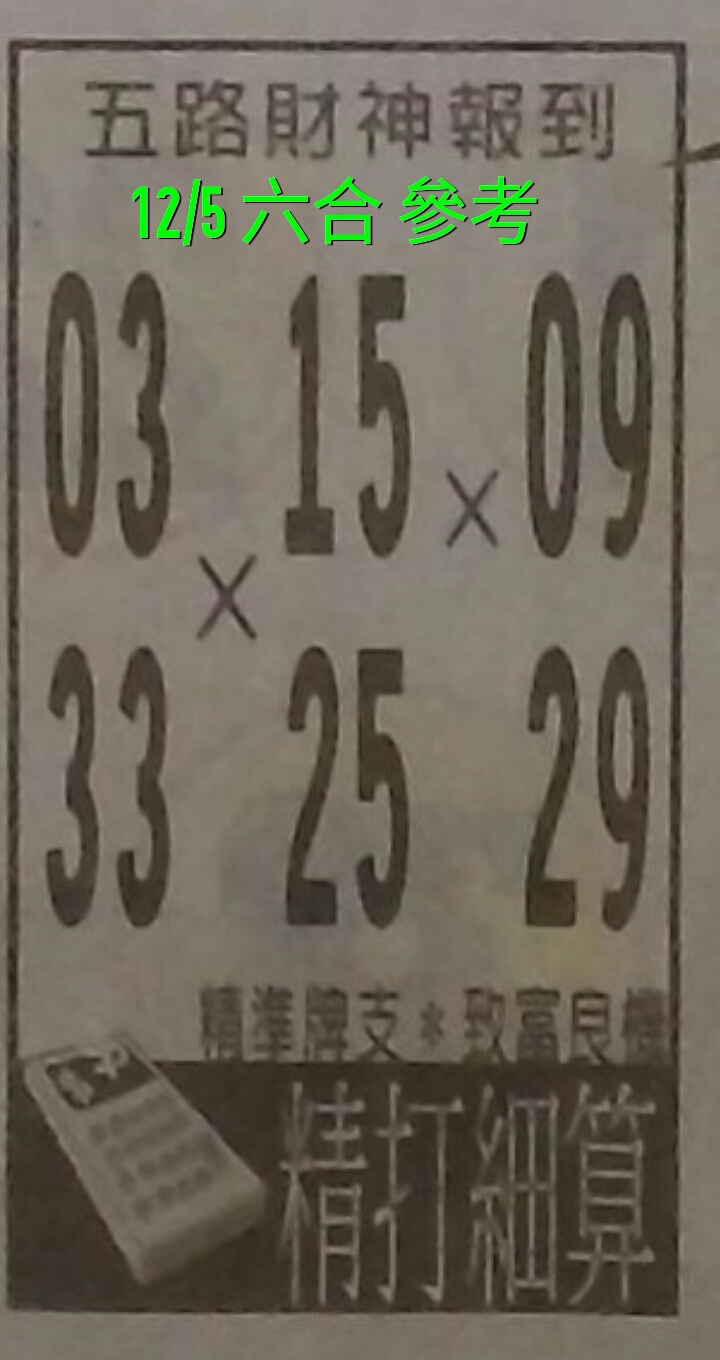 五路財神報到
12/5 六合 參考
03 15 × 09
×
33 25 29
精準牌支*致富良機
精打細算